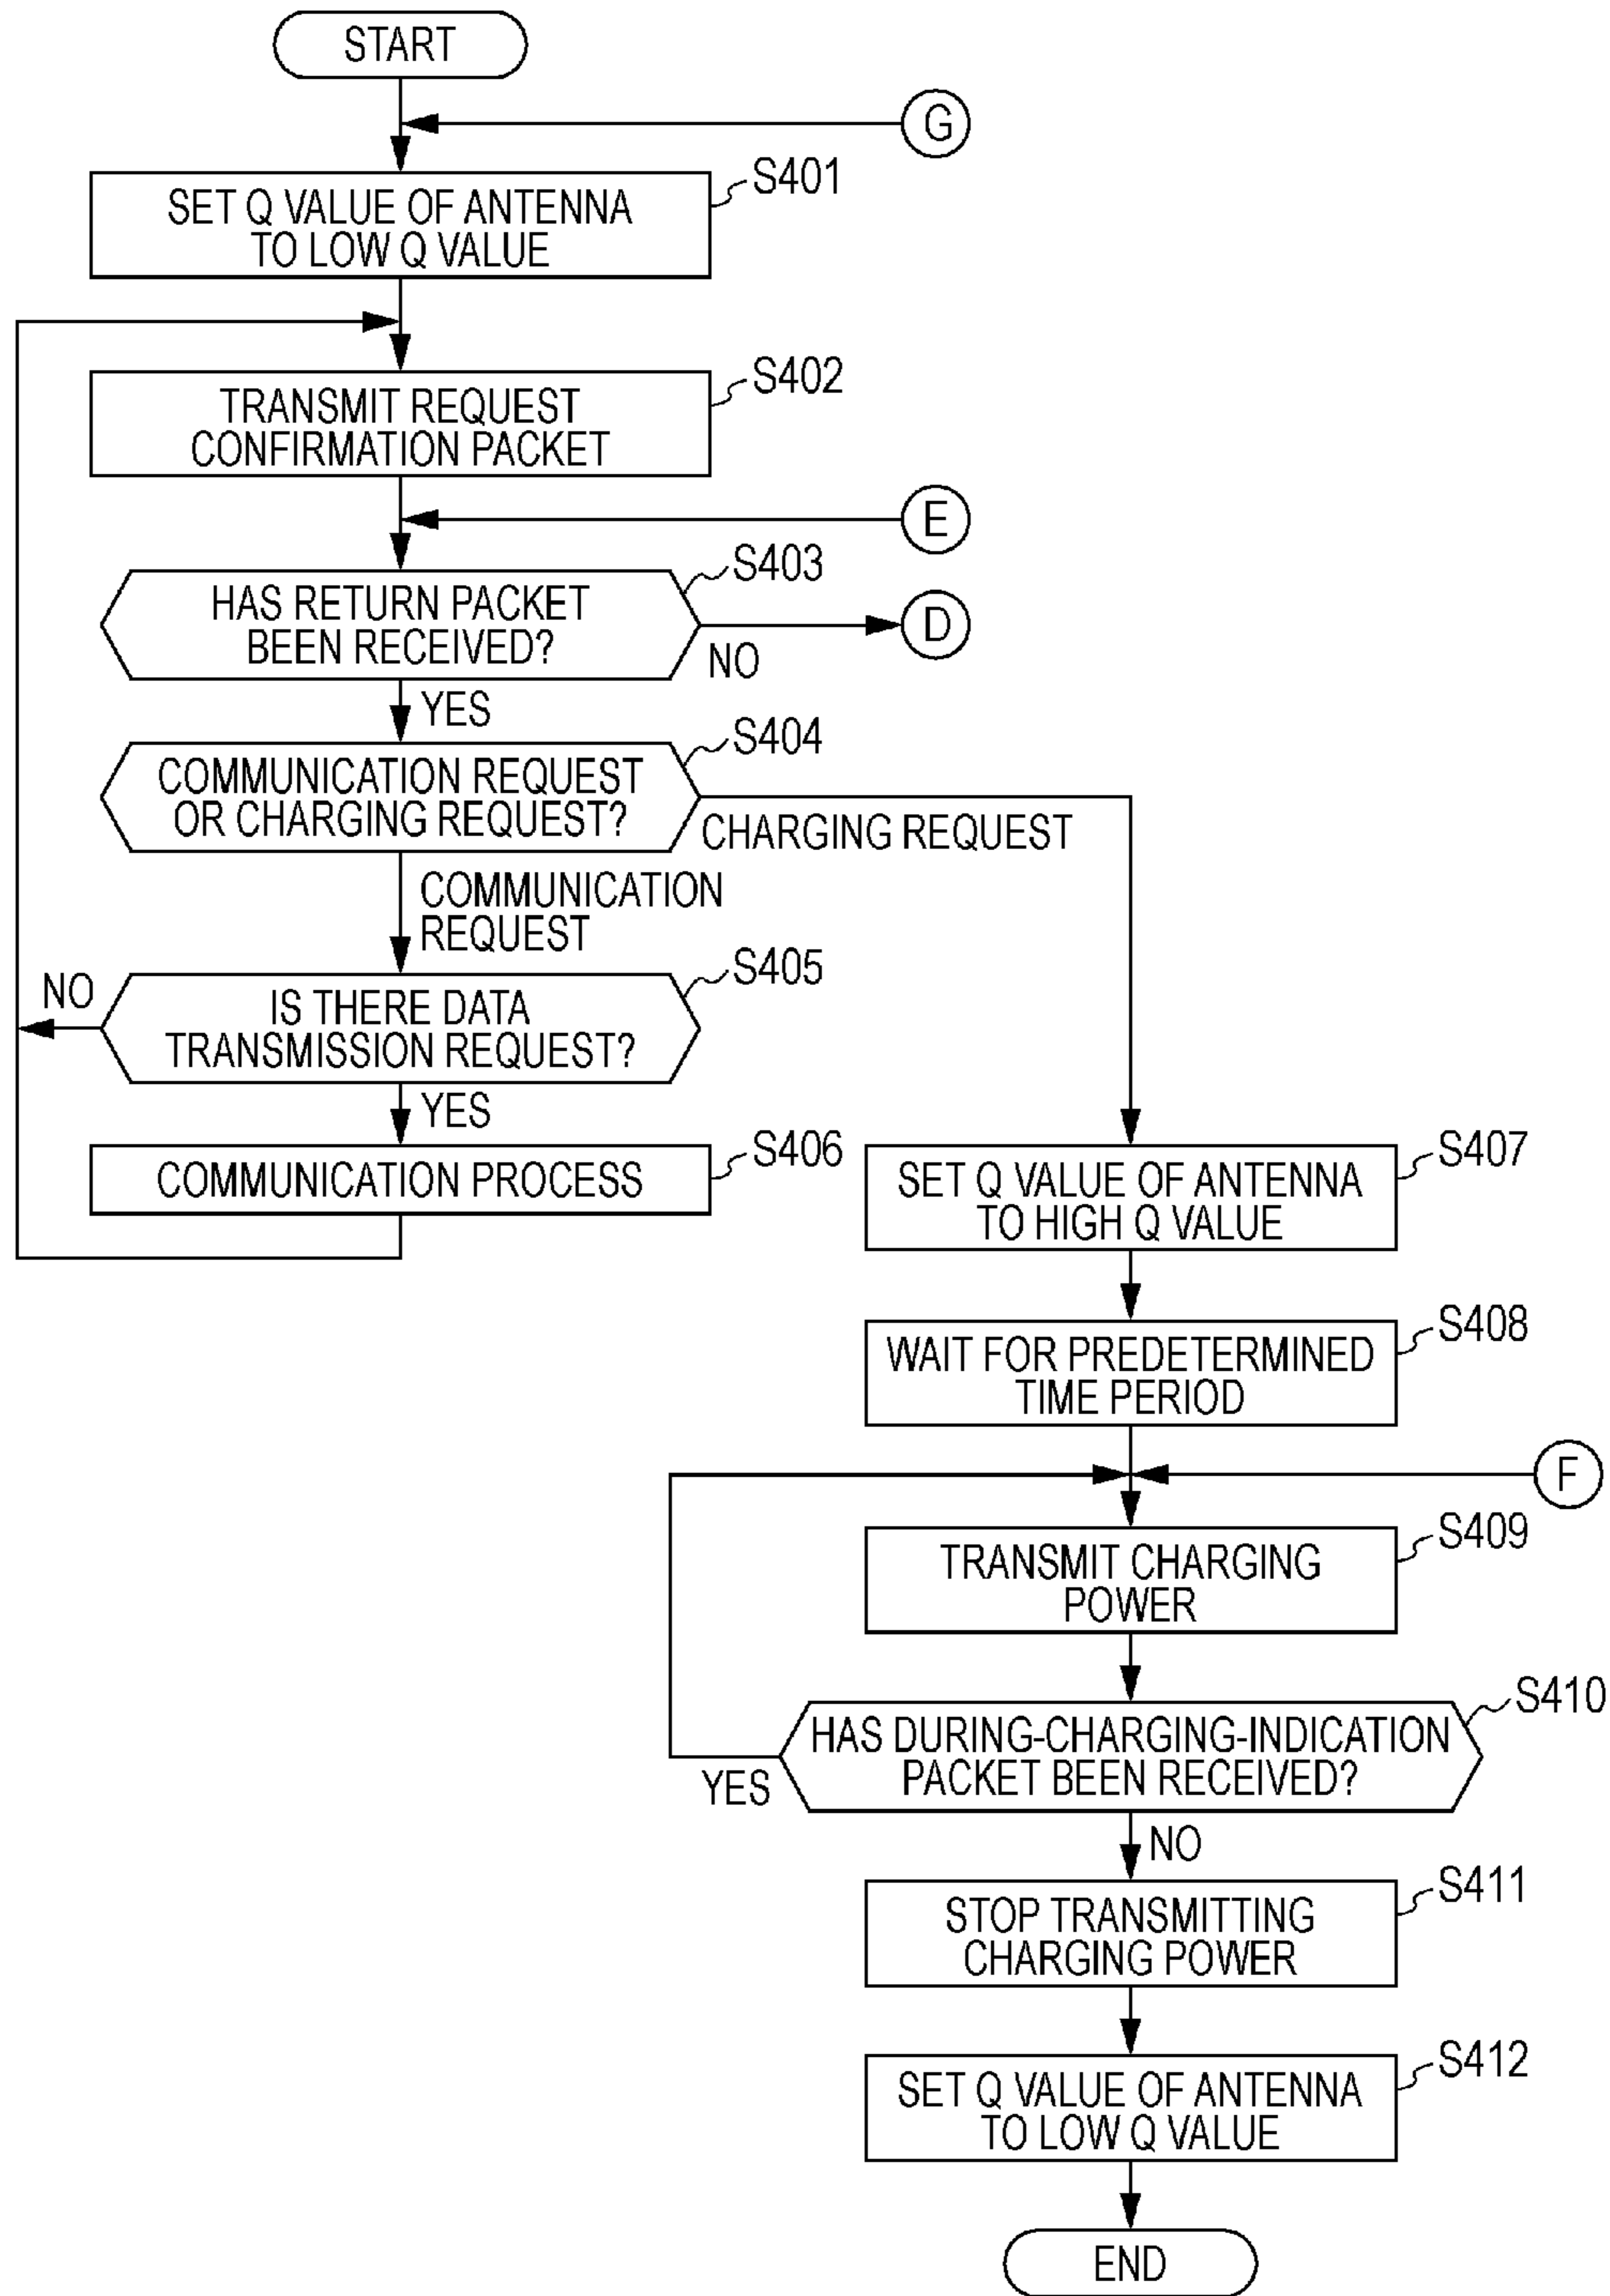 START
G
S401
SET Q VALUE OF ANTENNA
TO LOW Q VALUE
S402
TRANSMIT REQUEST
CONFIRMATION PACKET
E
S403
HAS RETURN PACKET
BEEN RECEIVED?
D
NO
YES
S404
COMMUNICATION REQUEST
OR CHARGING REQUEST?
CHARGING REQUEST
COMMUNICATION
REQUEST
S405
NO
IS THERE DATA
TRANSMISSION REQUEST?
YES
S406
COMMUNICATION PROCESS
S407
SET Q VALUE OF ANTENNA
TO HIGH Q VALUE
S408
WAIT FOR PREDETERMINED
TIME PERIOD
F
S409
TRANSMIT CHARGING
POWER
S410
HAS DURING-CHARGING-INDICATION
PACKET BEEN RECEIVED?
YES
NO
S411
STOP TRANSMITTING
CHARGING POWER
S412
SET Q VALUE OF ANTENNA
TO LOW Q VALUE
END